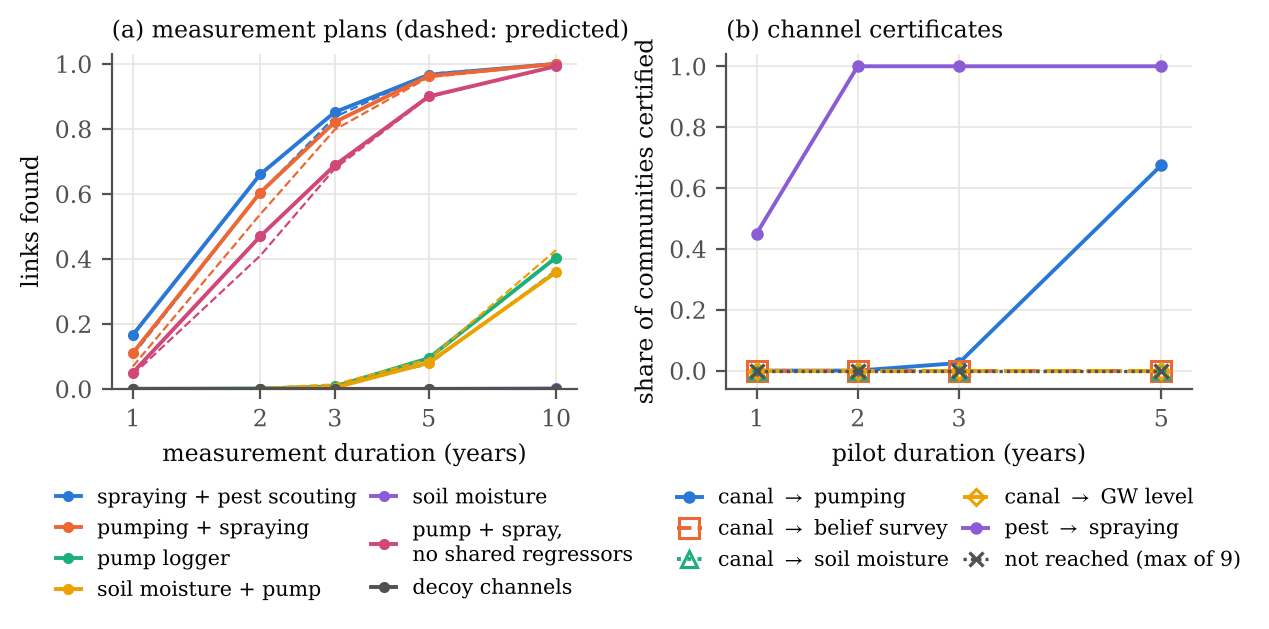 (a) measurement plans (dashed: predicted)
links found
1.0
0.8
0.6
0.4
0.2
0.0
1
2
3
5
10
measurement duration (years)
spraying + pest scouting
pumping + spraying
pump logger
soil moisture + pump
soil moisture
pump + spray,
no shared regressors
decoy channels
(b) channel certificates
share of communities certified
1.0
0.8
0.6
0.4
0.2
0.0
1
2
3
5
pilot duration (years)
canal → pumping
canal → belief survey
canal → soil moisture
canal → GW level
pest → spraying
not reached (max of 9)